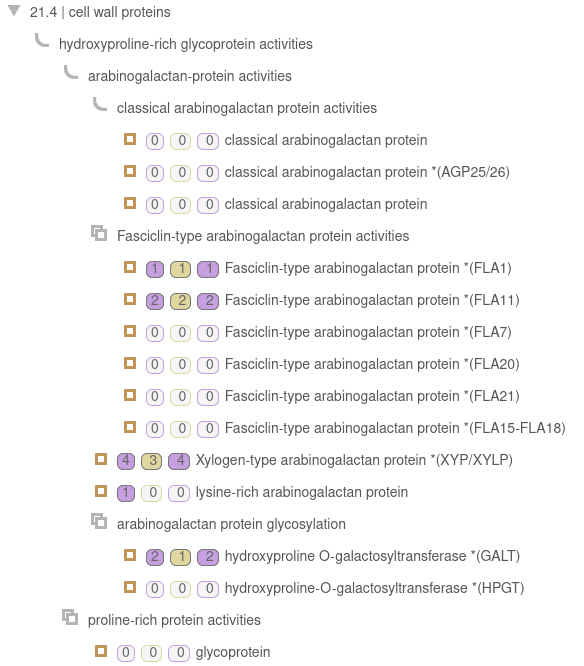 21.4 | cell wall proteins
hydroxyproline-rich glycoprotein activities
arabinogalactan-protein activities
classical arabinogalactan protein activities
0 0 0 classical arabinogalactan protein
0 0 0 classical arabinogalactan protein *(AGP25/26)
0 0 0 classical arabinogalactan protein
Fasciclin-type arabinogalactan protein activities
1 1 1 Fasciclin-type arabinogalactan protein *(FLA1)
2 2 2 Fasciclin-type arabinogalactan protein *(FLA11)
0 0 0 Fasciclin-type arabinogalactan protein *(FLA7)
0 0 0 Fasciclin-type arabinogalactan protein *(FLA20)
0 0 0 Fasciclin-type arabinogalactan protein *(FLA21)
0 0 0 Fasciclin-type arabinogalactan protein *(FLA15-FLA18)
4 3 4 Xylogen-type arabinogalactan protein *(XYP/XYLP)
1 0 0 lysine-rich arabinogalactan protein
arabinogalactan protein glycosylation
2 1 2 hydroxyproline O-galactosyltransferase *(GALT)
0 0 0 hydroxyproline-O-galactosyltransferase *(HPGT)
proline-rich protein activities
0 0 0 glycoprotein